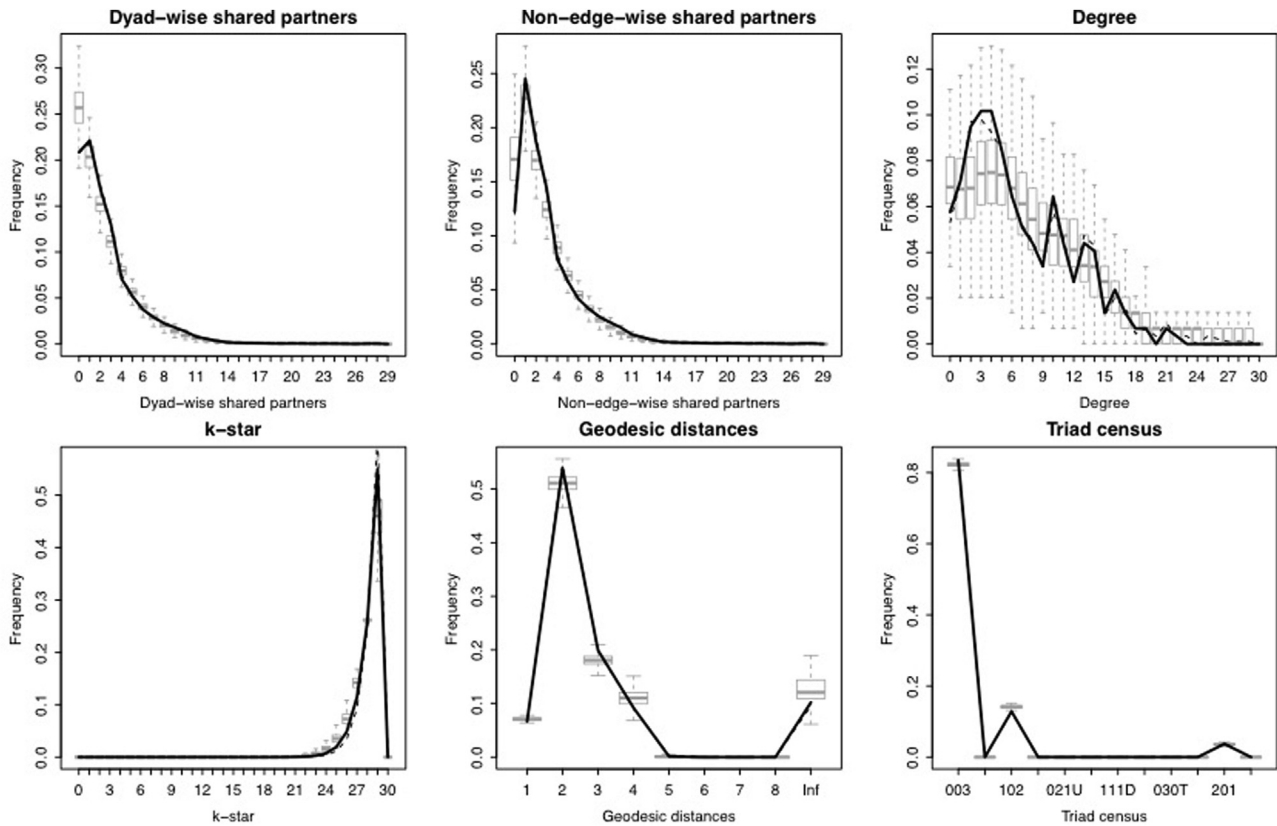 Dyad−wise shared partners
Frequency
0.00 0.05 0.10 0.15 0.20 0.25 0.30
0 2 4 6 8 11 14 17 20 23 26 29
Dyad−wise shared partners
Non−edge−wise shared partners
Frequency
0.00 0.05 0.10 0.15 0.20 0.25
0 2 4 6 8 11 14 17 20 23 26 29
Non−edge−wise shared partners
Degree
Frequency
0.00 0.02 0.04 0.06 0.08 0.10 0.12
0 3 6 9 12 15 18 21 24 27 30
Degree
k−star
Frequency
0.0 0.1 0.2 0.3 0.4 0.5
0 3 6 9 12 15 18 21 24 27 30
k−star
Geodesic distances
Frequency
0.0 0.1 0.2 0.3 0.4 0.5
1 2 3 4 5 6 7 8 Inf
Geodesic distances
Triad census
Frequency
0.0 0.2 0.4 0.6 0.8
003 102 021U 111D 030T 201
Triad census